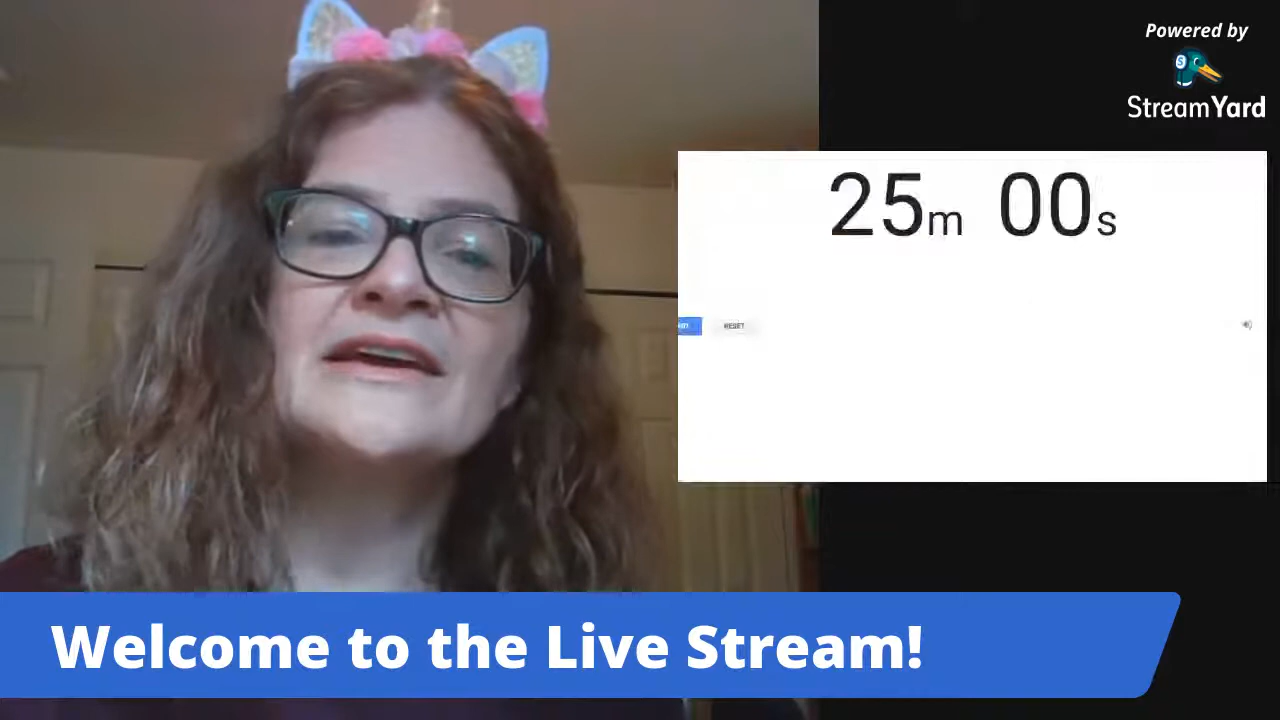 Powered by
StreamYard
25m 00s
RESET
Welcome to the Live Stream!